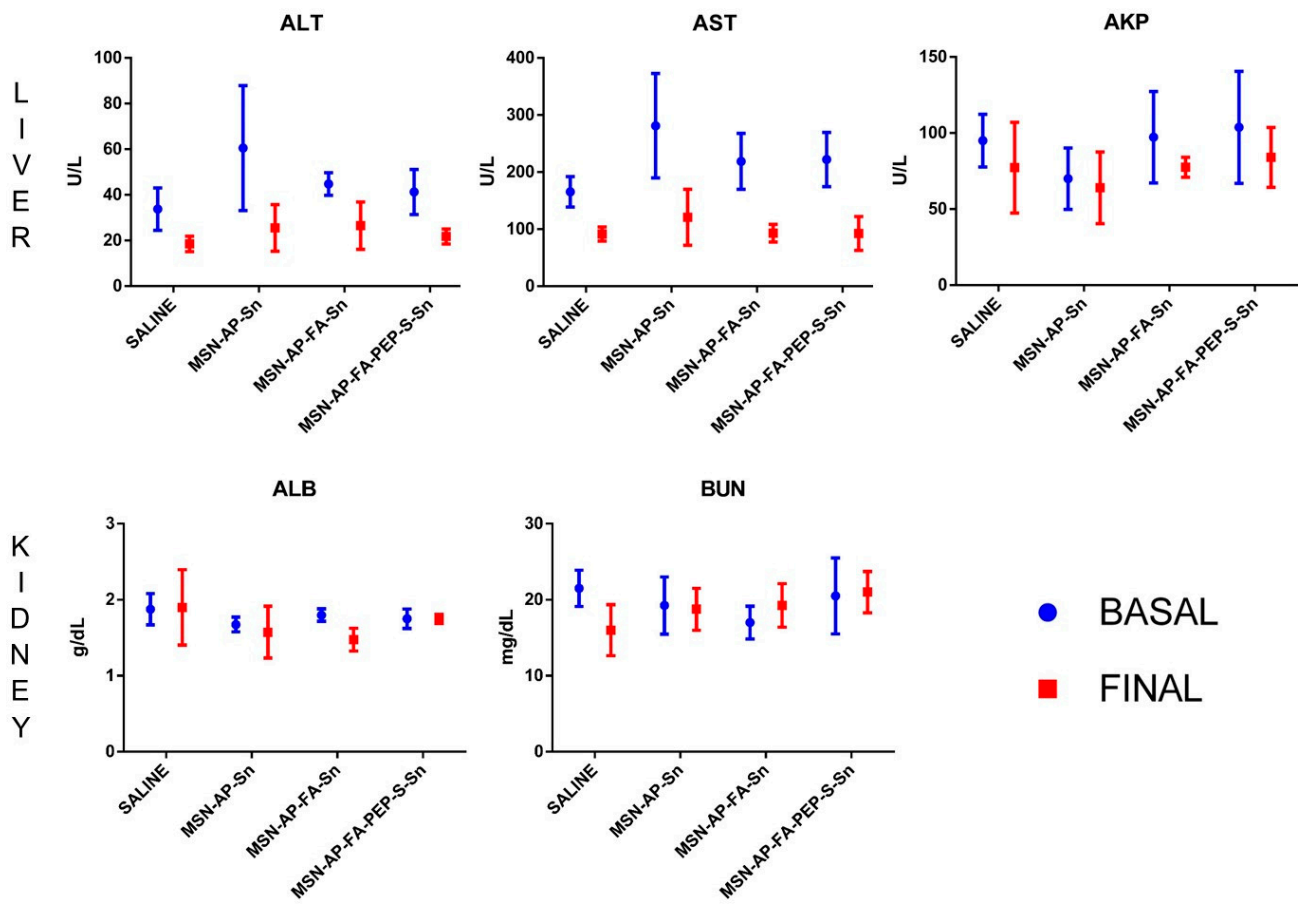 LIVER
ALT
U/L
100
80
60
40
20
0
SALINE
MSN-AP-Sn
MSN-AP-FA-Sn
MSN-AP-FA-PEP-S-Sn
AST
U/L
400
300
200
100
0
SALINE
MSN-AP-Sn
MSN-AP-FA-Sn
MSN-AP-FA-PEP-S-Sn
AKP
U/L
150
100
50
0
SALINE
MSN-AP-Sn
MSN-AP-FA-Sn
MSN-AP-FA-PEP-S-Sn
KIDNEY
ALB
g/dL
3
2
1
0
SALINE
MSN-AP-Sn
MSN-AP-FA-Sn
MSN-AP-FA-PEP-S-Sn
BUN
mg/dL
30
20
10
0
SALINE
MSN-AP-Sn
MSN-AP-FA-Sn
MSN-AP-FA-PEP-S-Sn
BASAL
FINAL